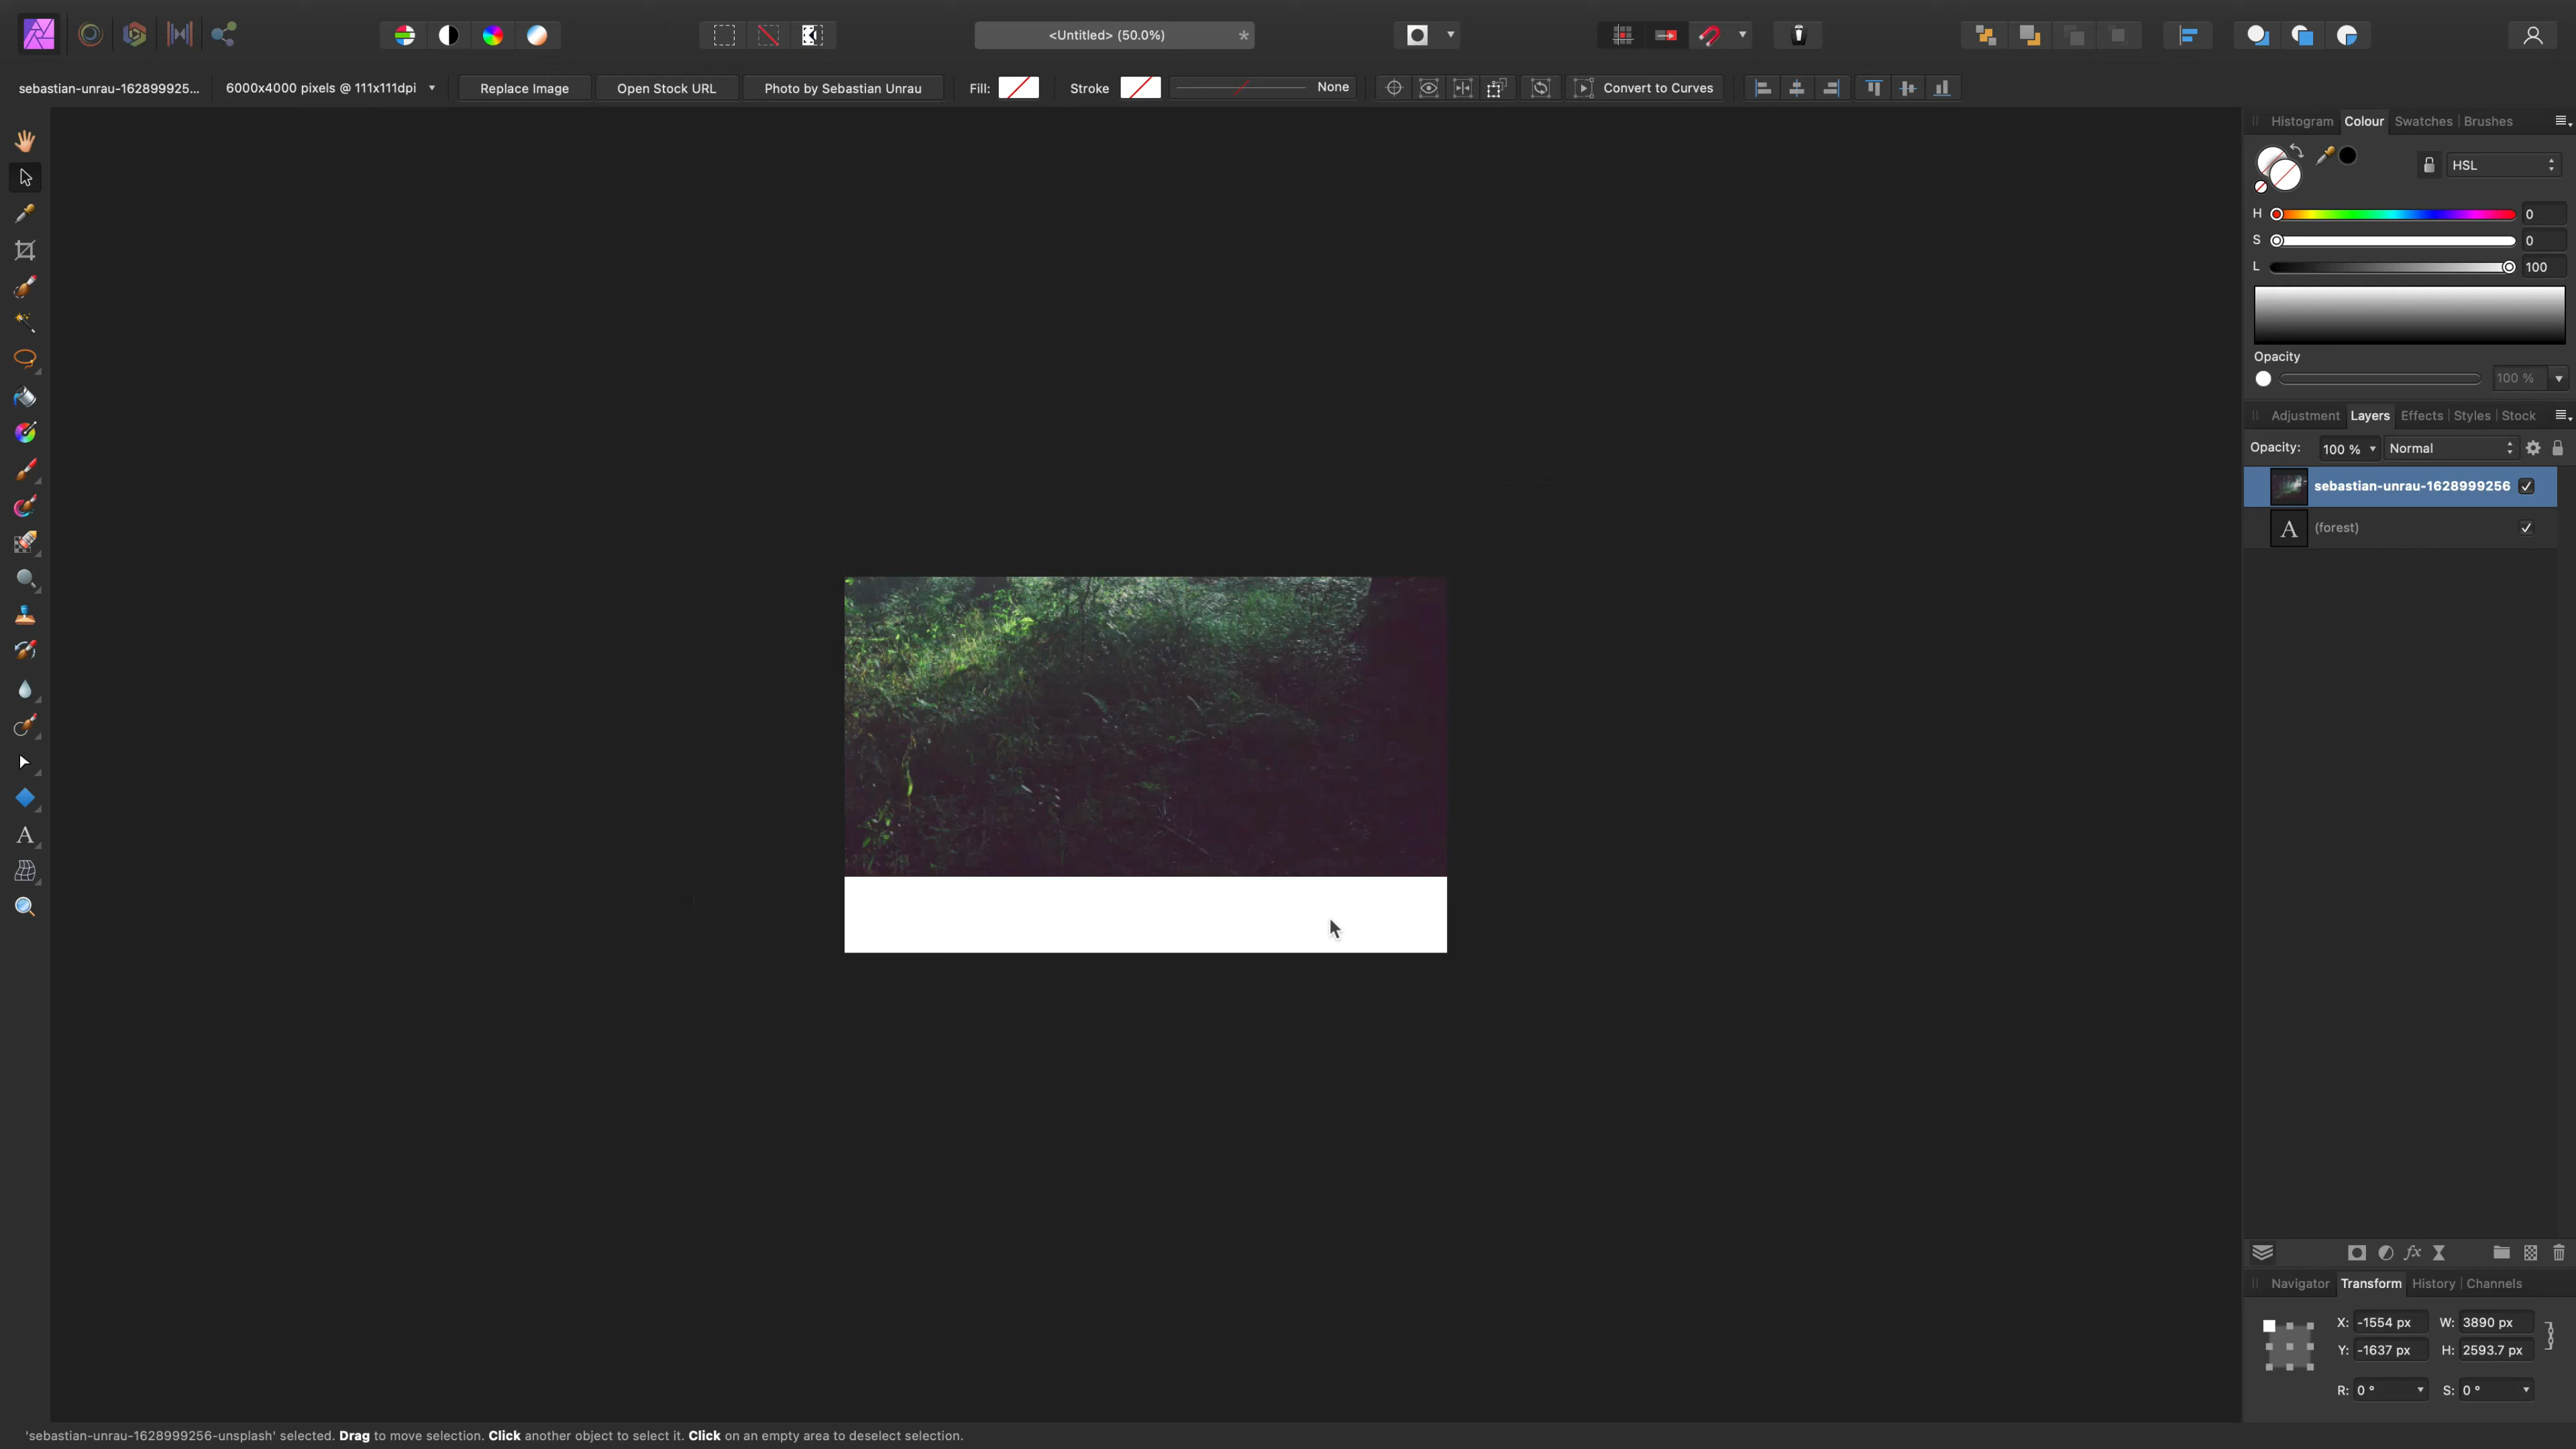 <Untitled> (50.0%)
sebastian-unrau-162899925... 6000x4000 pixels @ 111x111dpi Replace Image Open Stock URL Photo by Sebastian Unrau Fill: Stroke None Convert to Curves
Histogram Colour Swatches Brushes
HSL
H 0
S 0
L 100
Opacity
100 %
Adjustment Layers Effects Styles Stock
Opacity: 100 % Normal
sebastian-unrau-1628999256
A (forest)
Navigator Transform History Channels
X: -1554 px W: 3890 px
Y: -1637 px H: 2593.7 px
R: 0 º S: 0 º
'sebastian-unrau-1628999256-unsplash' selected. Drag to move selection. Click another object to select it. Click on an empty area to deselect selection.